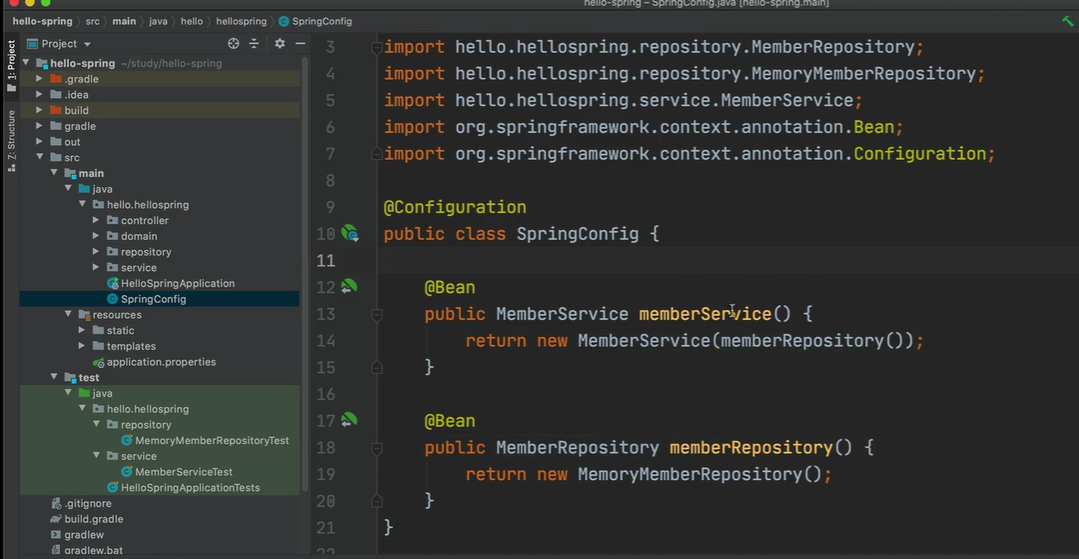 hello-spring – SpringConfig.java [hello-spring.main]
hello-spring src main java hello hellospring SpringConfig
1: Project
Z: Structure
Project
hello-spring ~/study/hello-spring
.gradle
.idea
build
gradle
out
src
main
java
hello.hellospring
controller
domain
repository
service
HelloSpringApplication
SpringConfig
resources
static
templates
application.properties
test
java
hello.hellospring
repository
MemoryMemberRepositoryTest
service
MemberServiceTest
HelloSpringApplicationTests
.gitignore
build.gradle
gradlew
gradlew.bat
3 import hello.hellospring.repository.MemberRepository;
4 import hello.hellospring.repository.MemoryMemberRepository;
5 import hello.hellospring.service.MemberService;
6 import org.springframework.context.annotation.Bean;
7 import org.springframework.context.annotation.Configuration;
8
9 @Configuration
10 public class SpringConfig {
11
12 @Bean
13 public MemberService memberService() {
14 return new MemberService(memberRepository());
15 }
16
17 @Bean
18 public MemberRepository memberRepository() {
19 return new MemoryMemberRepository();
20 }
21 }
22